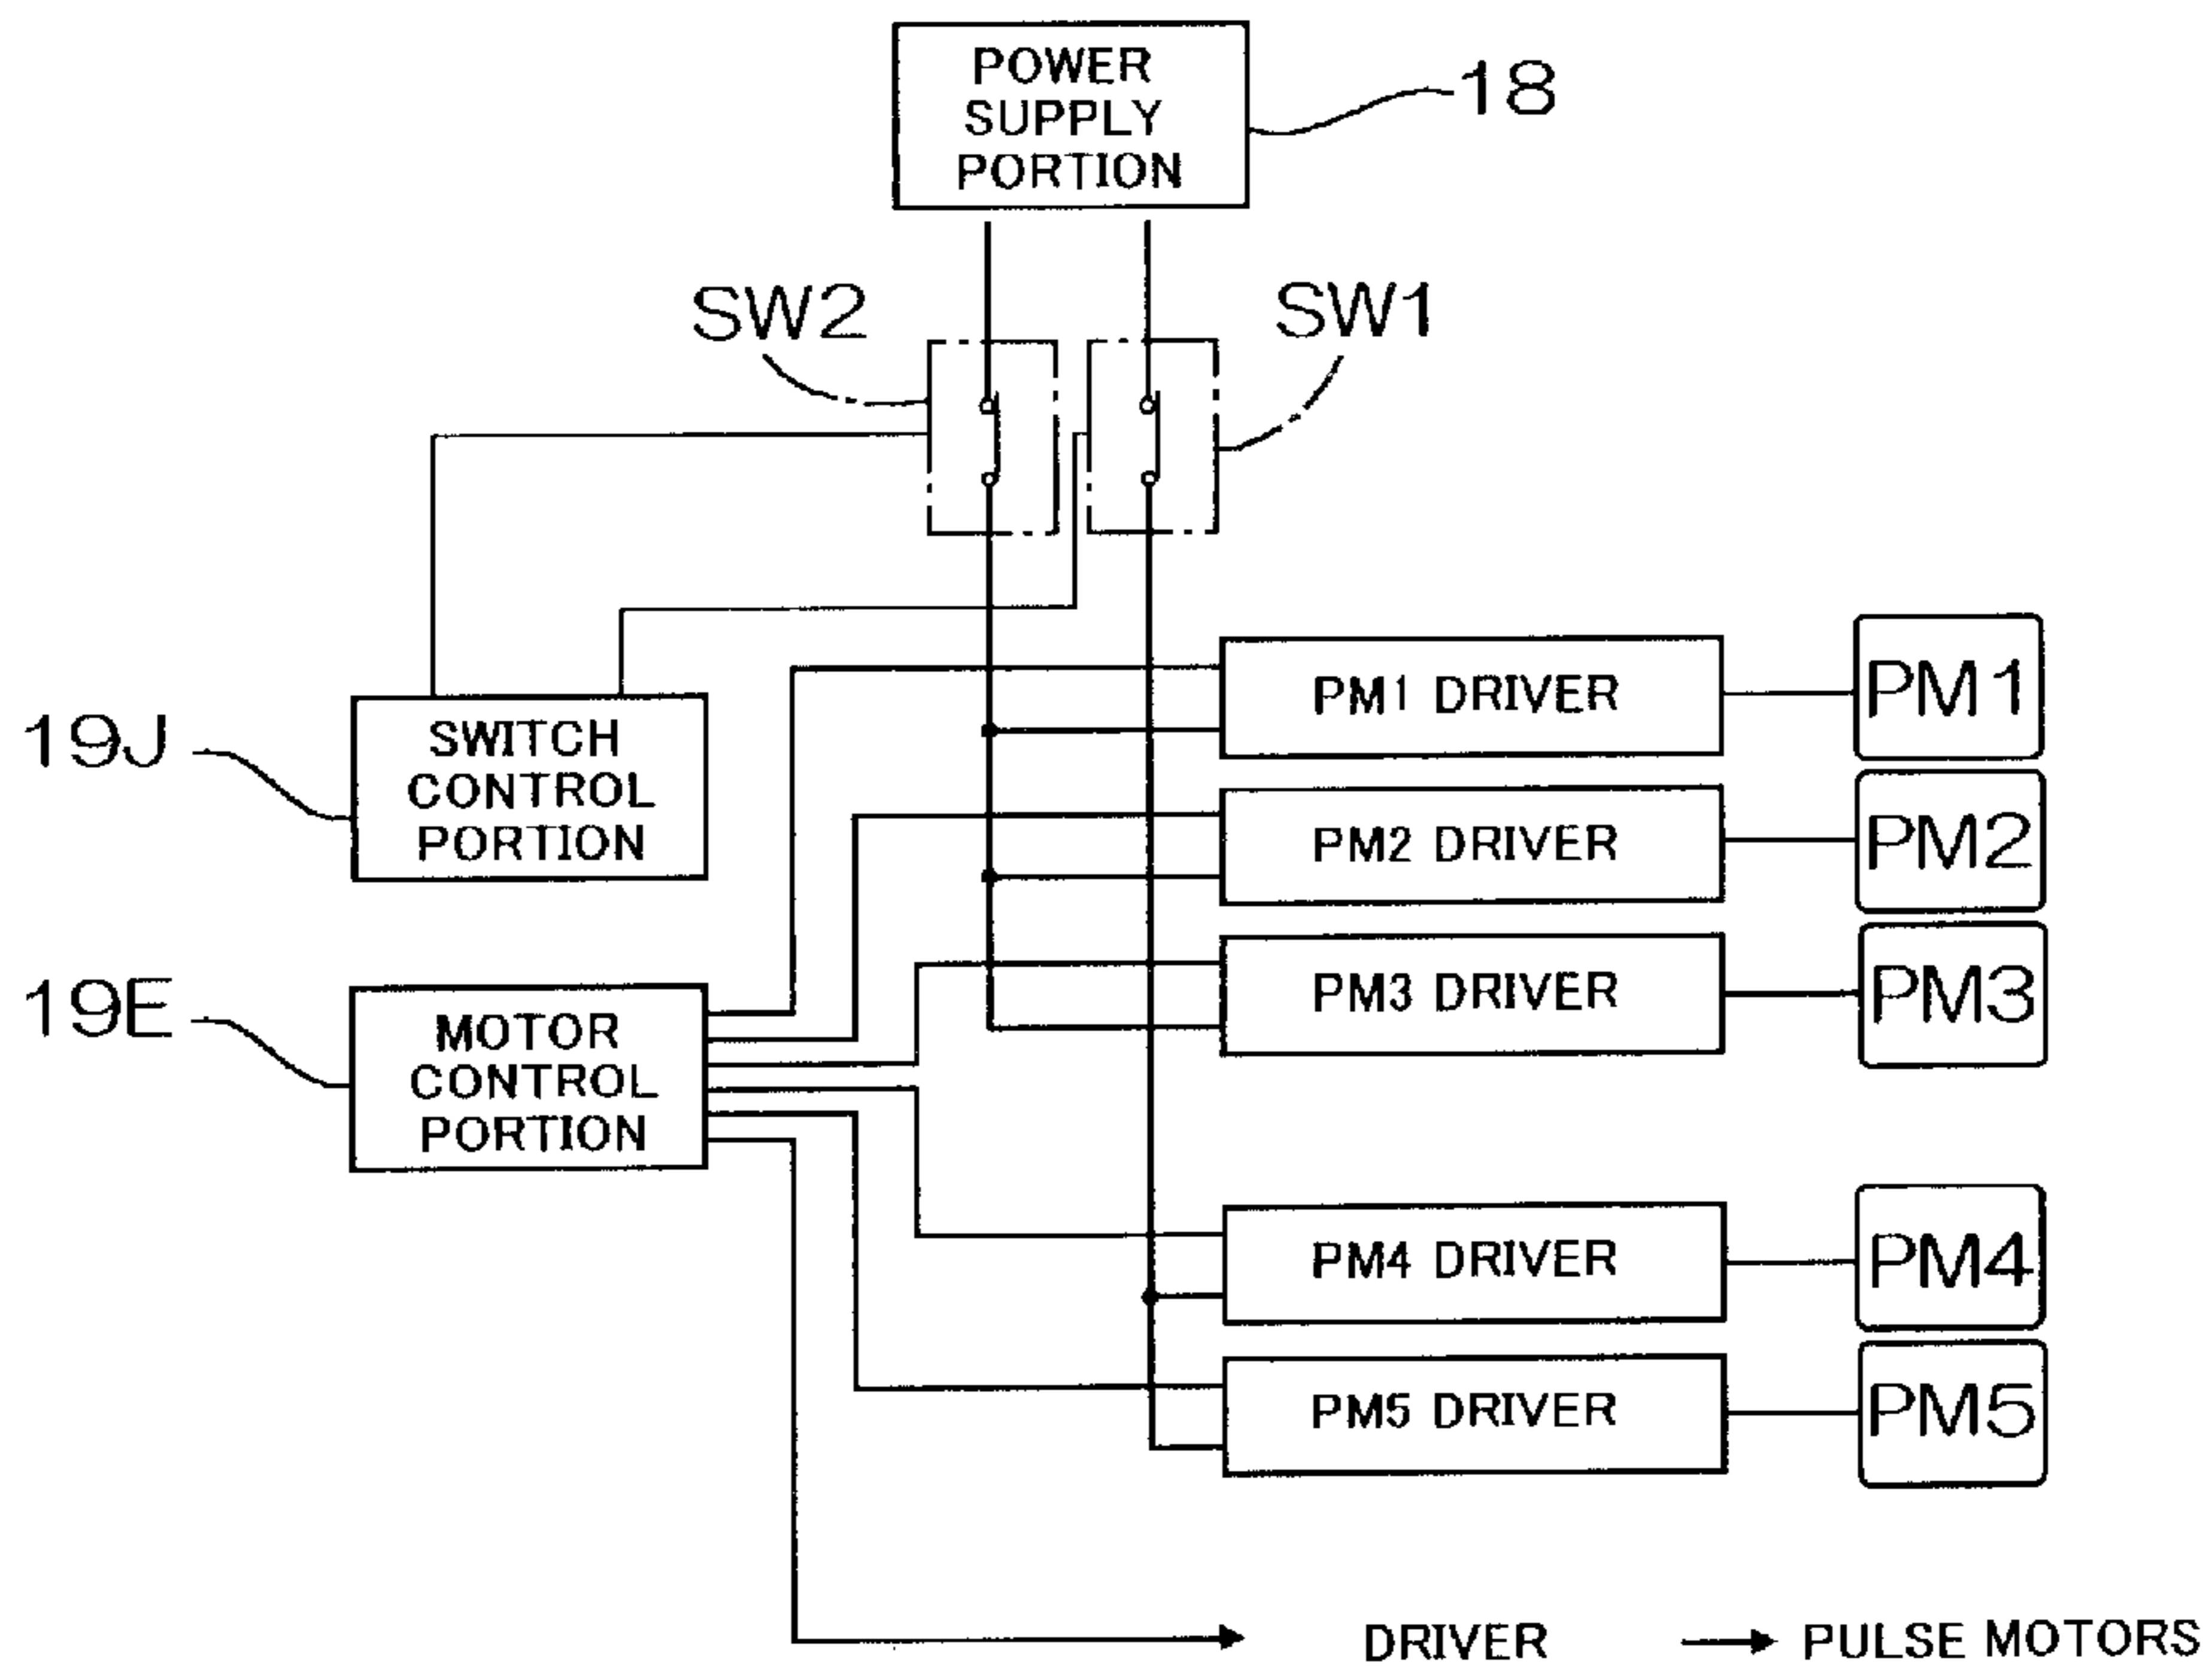 POWER
SUPPLY
PORTION
18
SW2
SW1
PM1 DRIVER
PM1
19J
SWITCH
CONTROL
PORTION
PM2 DRIVER
PM2
PM3 DRIVER
PM3
19E
MOTOR
CONTROL
PORTION
PM4 DRIVER
PM4
PM5 DRIVER
PM5
DRIVER
PULSE MOTORS